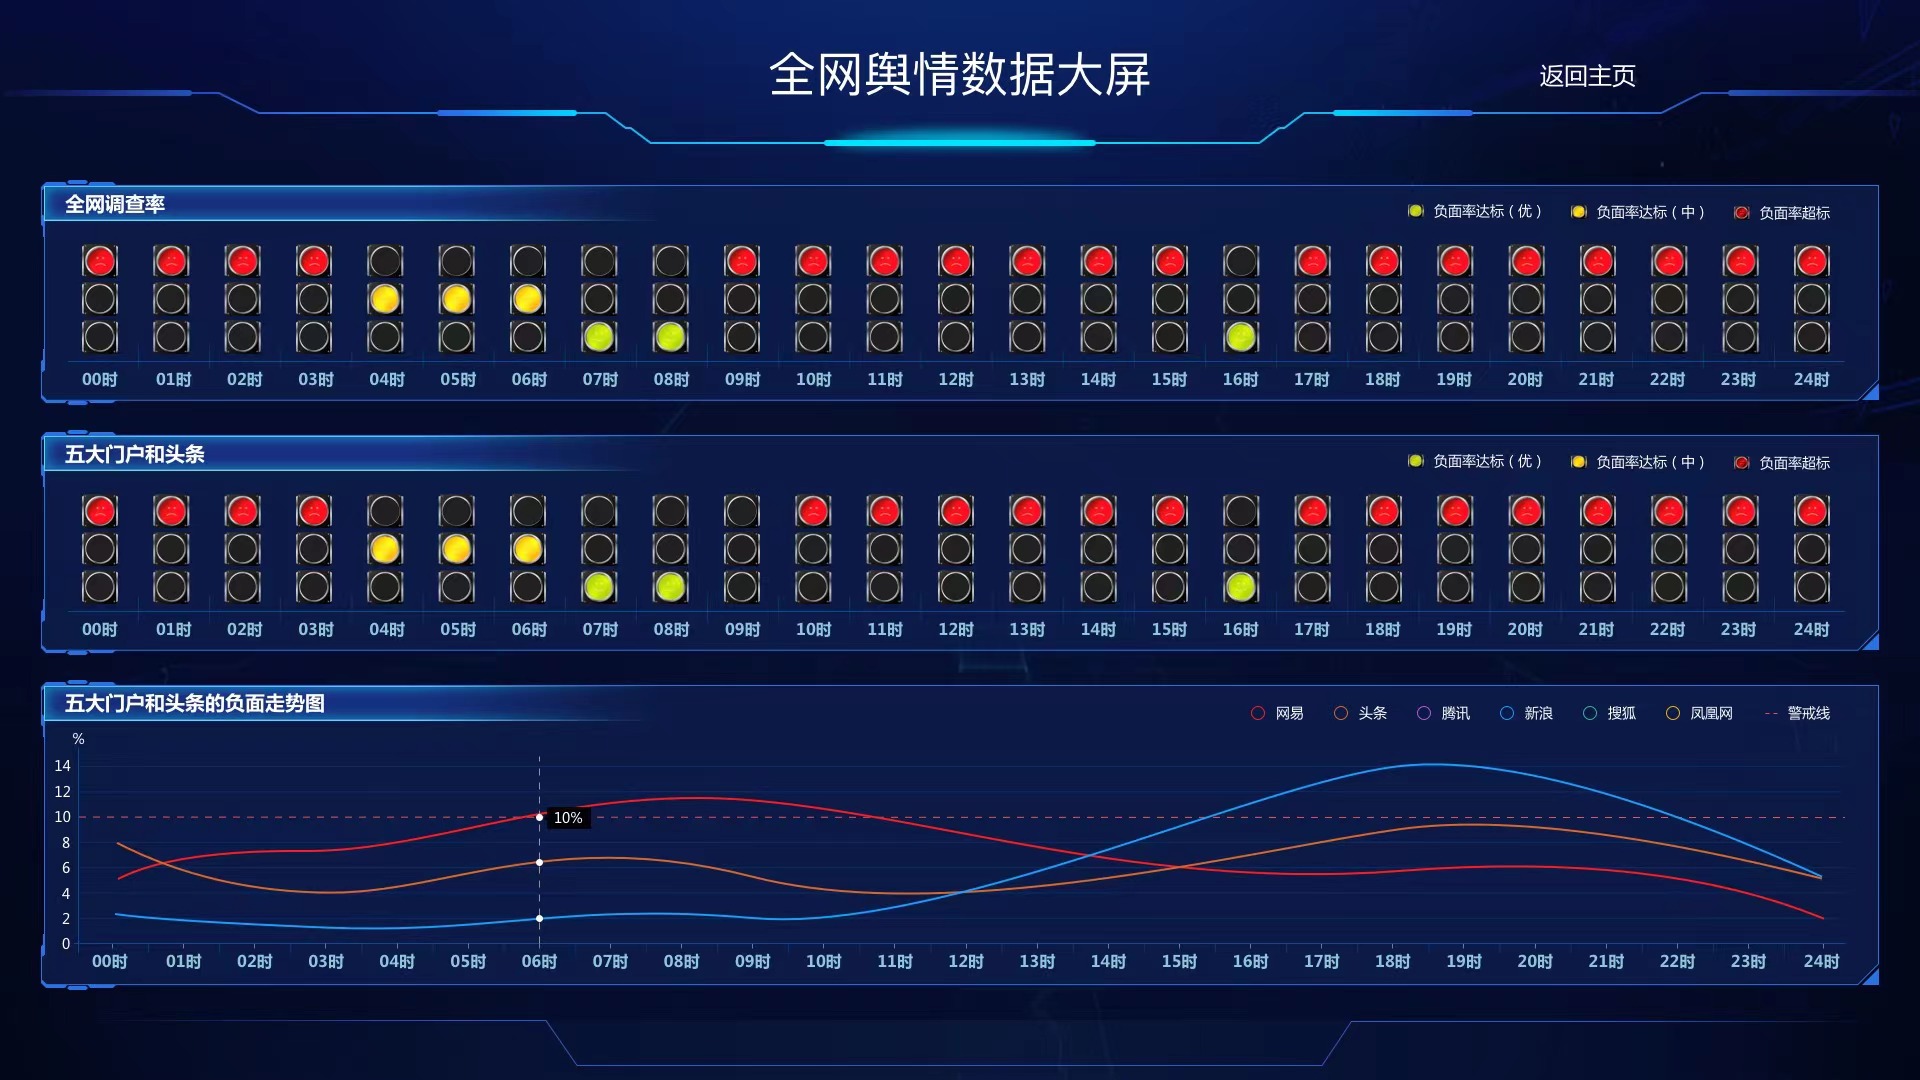 全网舆情数据大屏
返回主页
全网调查率
负面率达标（优） 负面率达标（中） 负面率超标
00时 01时 02时 03时 04时 05时 06时 07时 08时 09时 10时 11时 12时 13时 14时 15时 16时 17时 18时 19时 20时 21时 22时 23时 24时
五大门户和头条
负面率达标（优） 负面率达标（中） 负面率超标
00时 01时 02时 03时 04时 05时 06时 07时 08时 09时 10时 11时 12时 13时 14时 15时 16时 17时 18时 19时 20时 21时 22时 23时 24时
五大门户和头条的负面走势图
网易 头条 腾讯 新浪 搜狐 凤凰网 警戒线
%
14
12
10
10%
8
6
4
2
0
00时 01时 02时 03时 04时 05时 06时 07时 08时 09时 10时 11时 12时 13时 14时 15时 16时 17时 18时 19时 20时 21时 22时 23时 24时